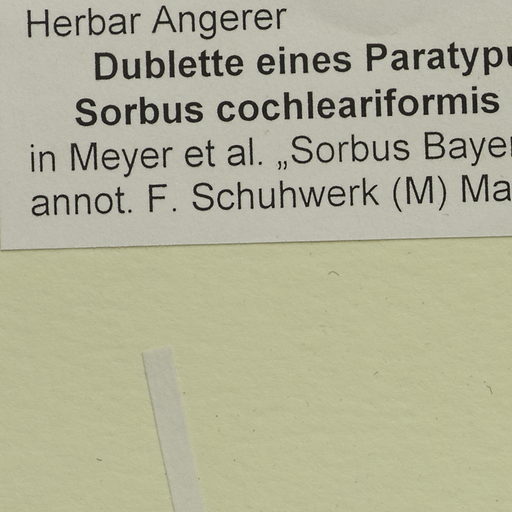 Herbar Angerer
Dublette eines Paratypu
Sorbus cochleariformis
in Meyer et al. „Sorbus Bayer
annot. F. Schuhwerk (M) Ma